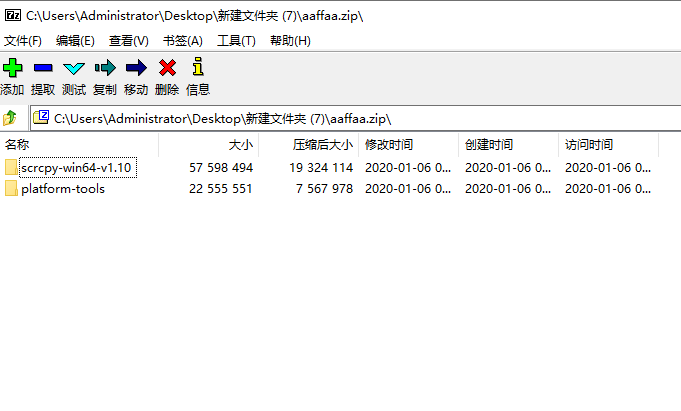 C:\Users\Administrator\Desktop\新建文件夹 (7)\aaffaa.zip\
文件(F) 编辑(E) 查看(V) 书签(A) 工具(T) 帮助(H)
添加 提取 测试 复制 移动 删除 信息
C:\Users\Administrator\Desktop\新建文件夹 (7)\aaffaa.zip\
名称 大小 压缩后大小 修改时间 创建时间 访问时间
scrcpy-win64-v1.10 57 598 494 19 324 114 2020-01-06 0... 2020-01-06 0... 2020-01-06 0...
platform-tools 22 555 551 7 567 978 2020-01-06 0... 2020-01-06 0... 2020-01-06 0...